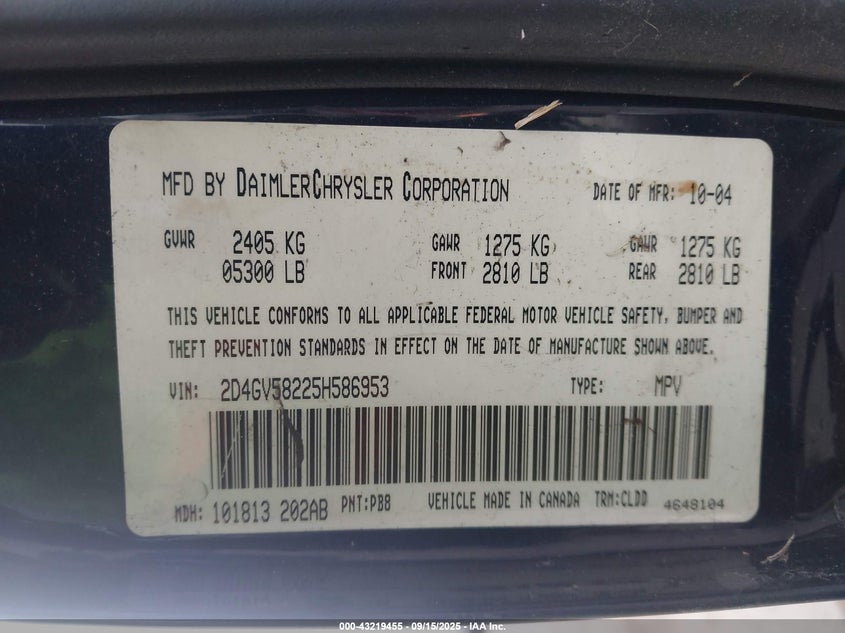 MFD BY DAIMLERCHRYSLER CORPORATION DATE OF MFR: 10-04
GVWR 2405 KG GAWR 1275 KG GAWR 1275 KG
05300 LB FRONT 2810 LB REAR 2810 LB
THIS VEHICLE CONFORMS TO ALL APPLICABLE FEDERAL MOTOR VEHICLE SAFETY, BUMPER AND
THEFT PREVENTION STANDARDS IN EFFECT ON THE DATE OF MANUFACTURE SHOWN ABOVE.
VIN: 2D4GV58225H586953 TYPE: MPV
MDH: 101813 202AB PNT:PB8 VEHICLE MADE IN CANADA TRM:CLDD 4648104
000-43219455 - 09/15/2025 - IAA Inc.